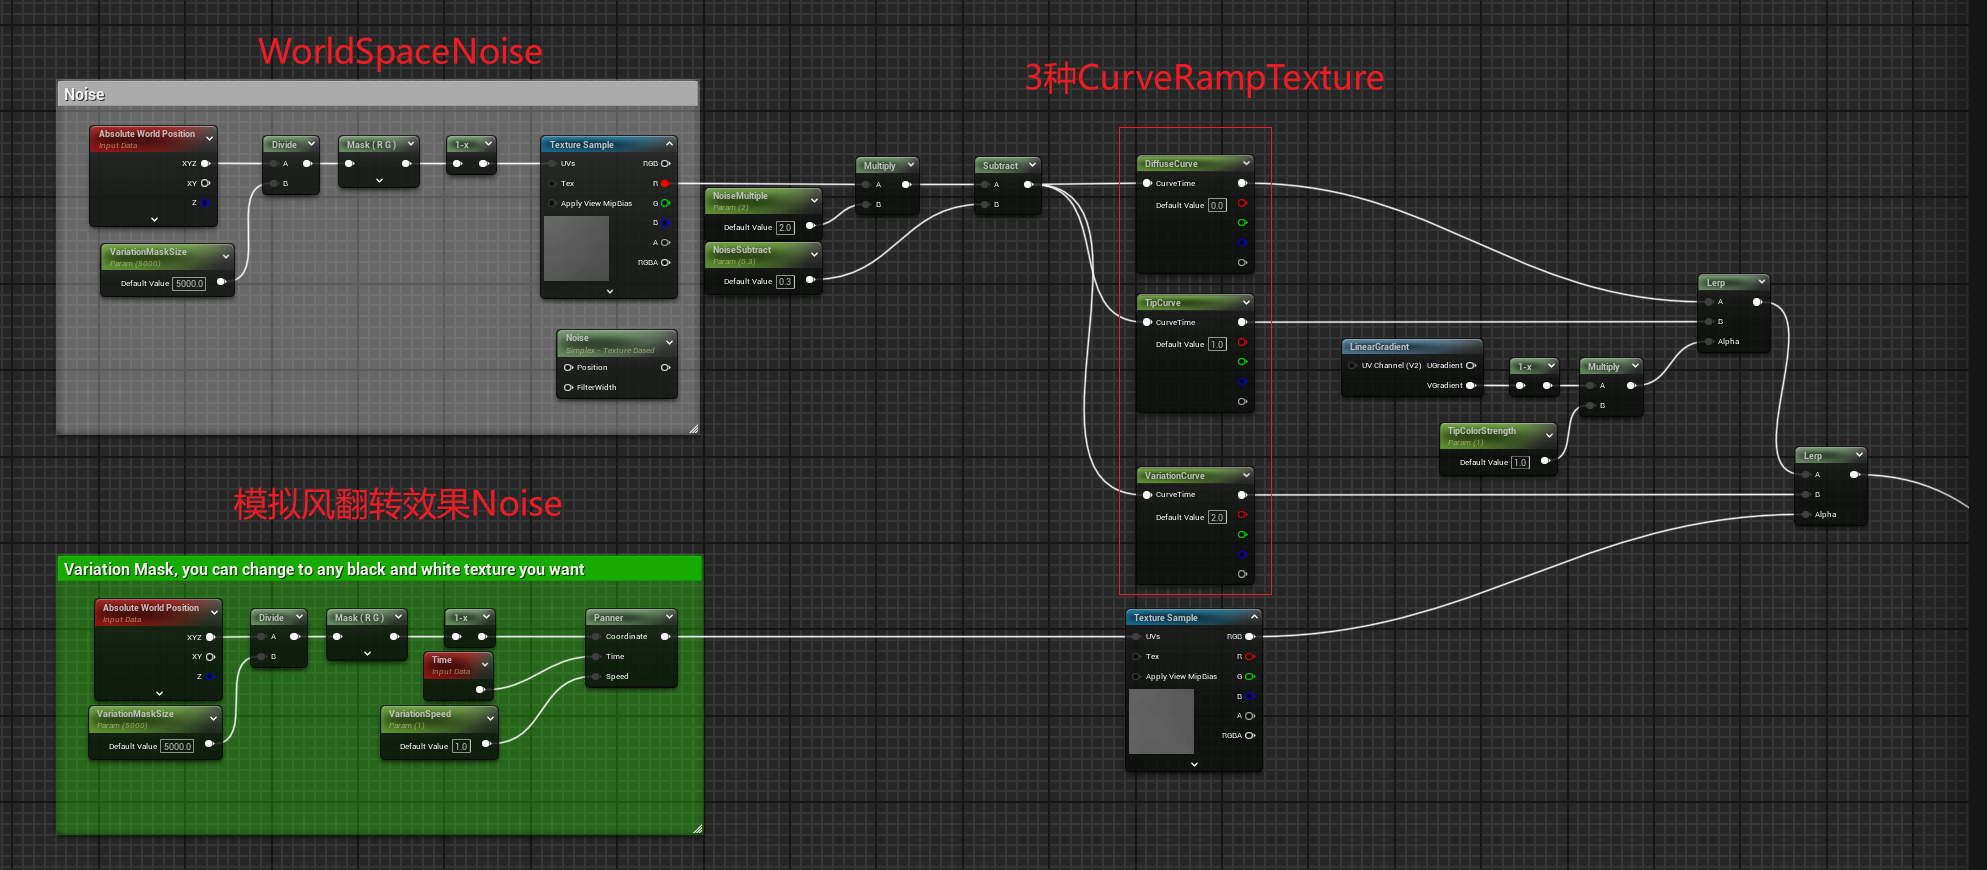 WorldSpaceNoise
3种CurveRampTexture
Noise
Absolute World Position
Input Data
XYZ
XY
Z
VariationMaskSize
Param (5000)
Default Value 5000.0
Divide
A
B
Mask ( R G )
1-x
Texture Sample
UVs
RGB
Tex
R
Apply View MipBias
G
B
A
RGBA
Noise
Simplex - Texture Based
Position
FilterWidth
NoiseMultiple
Param (2)
Default Value 2.0
NoiseSubtract
Param (0.3)
Default Value 0.3
Multiply
A
B
Subtract
A
B
DiffuseCurve
CurveTime
Default Value 0.0
TipCurve
CurveTime
Default Value 1.0
VariationCurve
CurveTime
Default Value 2.0
LinearGradient
UV Channel (V2) UGradient
VGradient
1-x
Multiply
A
B
TipColorStrength
Param (1)
Default Value 1.0
Lerp
A
B
Alpha
Lerp
A
B
Alpha
模拟风翻转效果Noise
Variation Mask, you can change to any black and white texture you want
Absolute World Position
Input Data
XYZ
XY
Z
VariationMaskSize
Param (5000)
Default Value 5000.0
Divide
A
B
Mask ( R G )
1-x
Time
Input Data
VariationSpeed
Param (1)
Default Value 1.0
Panner
Coordinate
Time
Speed
Texture Sample
UVs
RGB
Tex
R
Apply View MipBias
G
B
A
RGBA